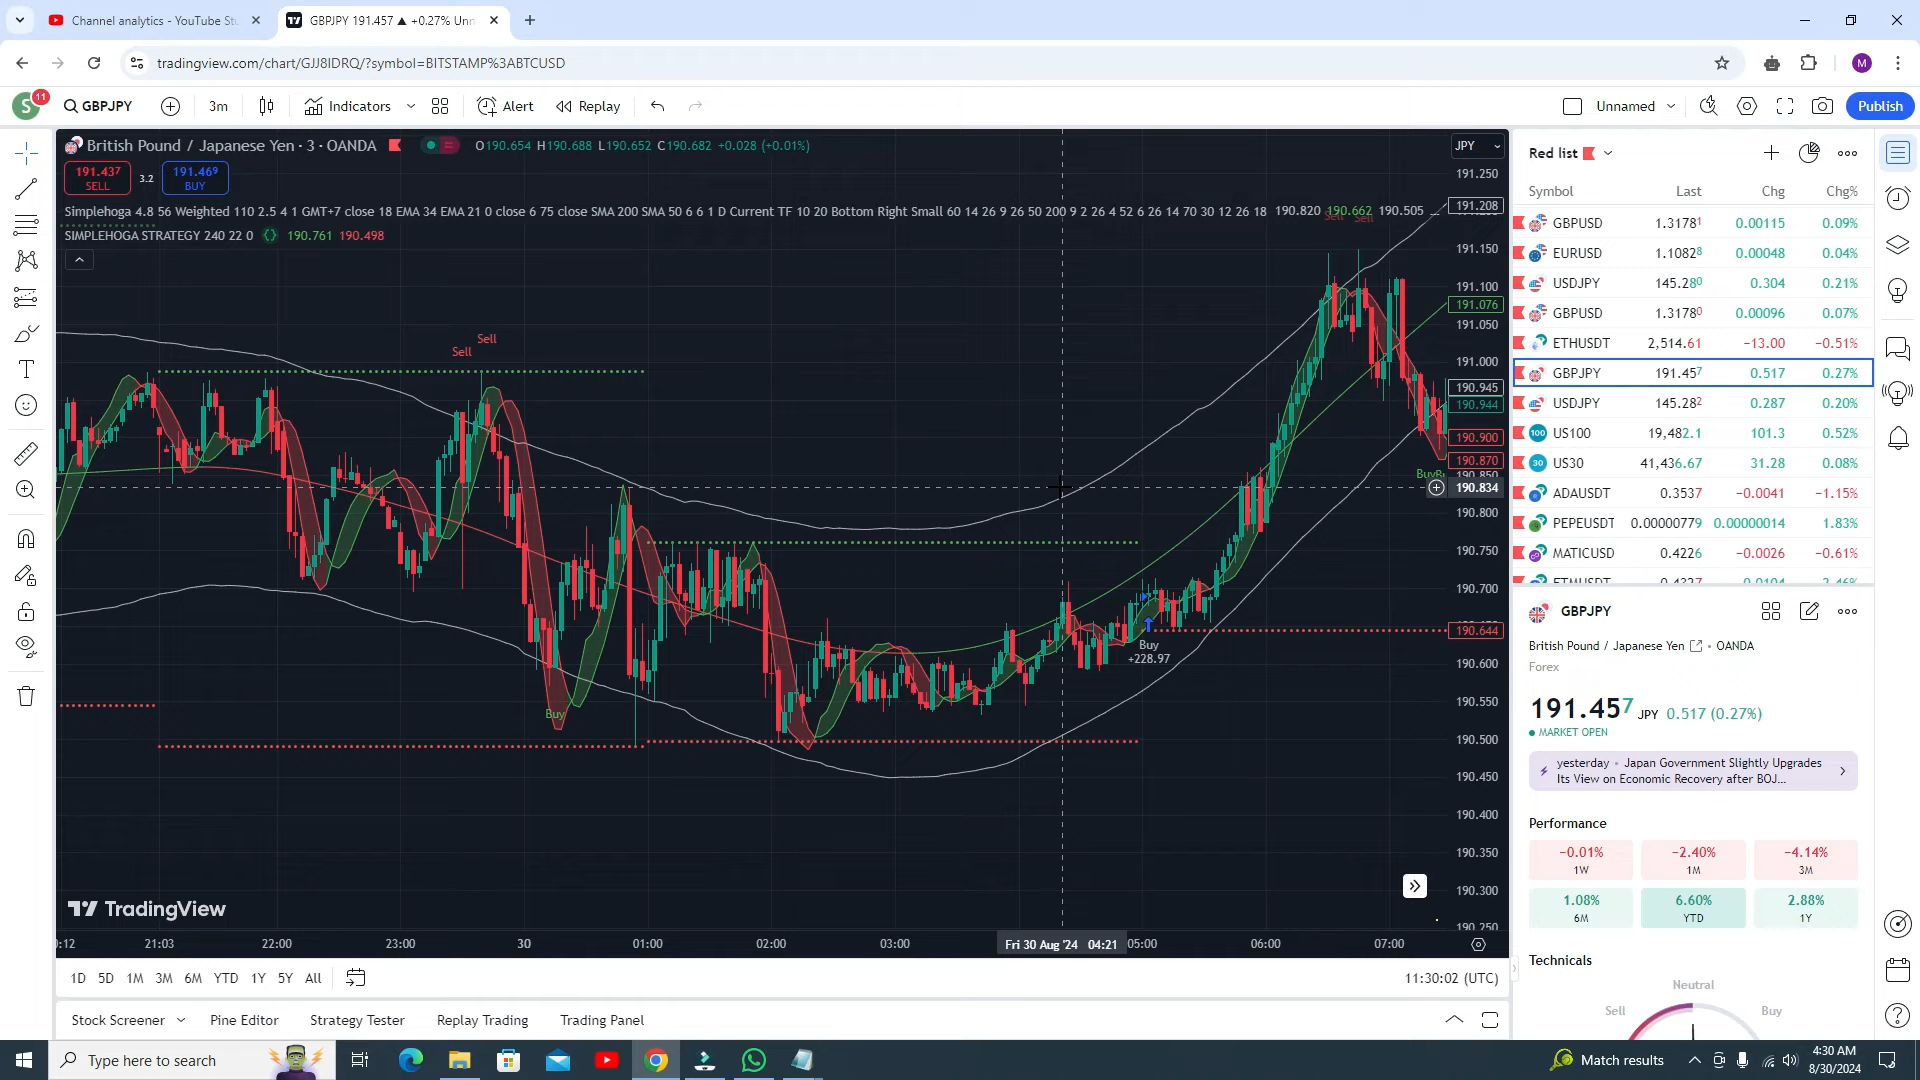 Channel analytics - YouTube Stu
GBPJPY 191.457 ▲ +0.27% Unn
tradingview.com/chart/GJJ8IDRQ/?symbol=BITSTAMP%3ABTCUSD
M
S 11 GBPJPY 3m Indicators Alert Replay Unnamed Publish
British Pound / Japanese Yen · 3 · OANDA O190.654 H190.688 L190.652 C190.682 +0.028 (+0.01%)
191.437 SELL 3.2 191.469 BUY
Simplehoga 4.8 56 Weighted 110 2.5 4 1 GMT+7 close 18 EMA 34 EMA 21 0 close 6 75 close SMA 200 SMA 50 6 6 1 D Current TF 10 20 Bottom Right Small 60 14 26 9 26 50 200 9 2 26 4 52 6 26 14 70 30 12 26 18 190.820 190.662 190.505 ...
SIMPLEHOGA STRATEGY 240 22 0 190.761 190.498
Sell
Sell
Sell
Sell
Buy
Buy
+228.97
BuyBu
JPY
191.250
191.208
191.150
191.100
191.076
191.050
191.000
190.945
190.944
190.900
190.870
190.850
190.834
190.800
190.750
190.700
190.644
190.600
190.550
190.500
190.450
190.400
190.350
190.300
190.250
TradingView
0:12 21:03 22:00 23:00 30 01:00 02:00 03:00 Fri 30 Aug '24 04:21 05:00 06:00 07:00
1D 5D 1M 3M 6M YTD 1Y 5Y All 11:30:02 (UTC)
Stock Screener Pine Editor Strategy Tester Replay Trading Trading Panel
Red list
Symbol Last Chg Chg%
GBPUSD 1.31781 0.00115 0.09%
EURUSD 1.10828 0.00048 0.04%
USDJPY 145.280 0.304 0.21%
GBPUSD 1.31780 0.00096 0.07%
ETHUSDT 2,514.61 −13.00 −0.51%
GBPJPY 191.457 0.517 0.27%
USDJPY 145.282 0.287 0.20%
100 US100 19,482.1 101.3 0.52%
30 US30 41,436.67 31.28 0.08%
ADAUSDT 0.3537 −0.0041 −1.15%
PEPEUSDT 0.00000779 0.00000014 1.83%
MATICUSD 0.4226 −0.0026 −0.61%
GBPJPY
British Pound / Japanese Yen • OANDA
Forex
191.457 JPY 0.517 (0.27%)
MARKET OPEN
yesterday • Japan Government Slightly Upgrades
Its View on Economic Recovery after BOJ...
Performance
−0.01% −2.40% −4.14%
1W 1M 3M
1.08% 6.60% 2.88%
6M YTD 1Y
Technicals
Neutral
Sell Buy
Type here to search
Match results
4:30 AM
8/30/2024